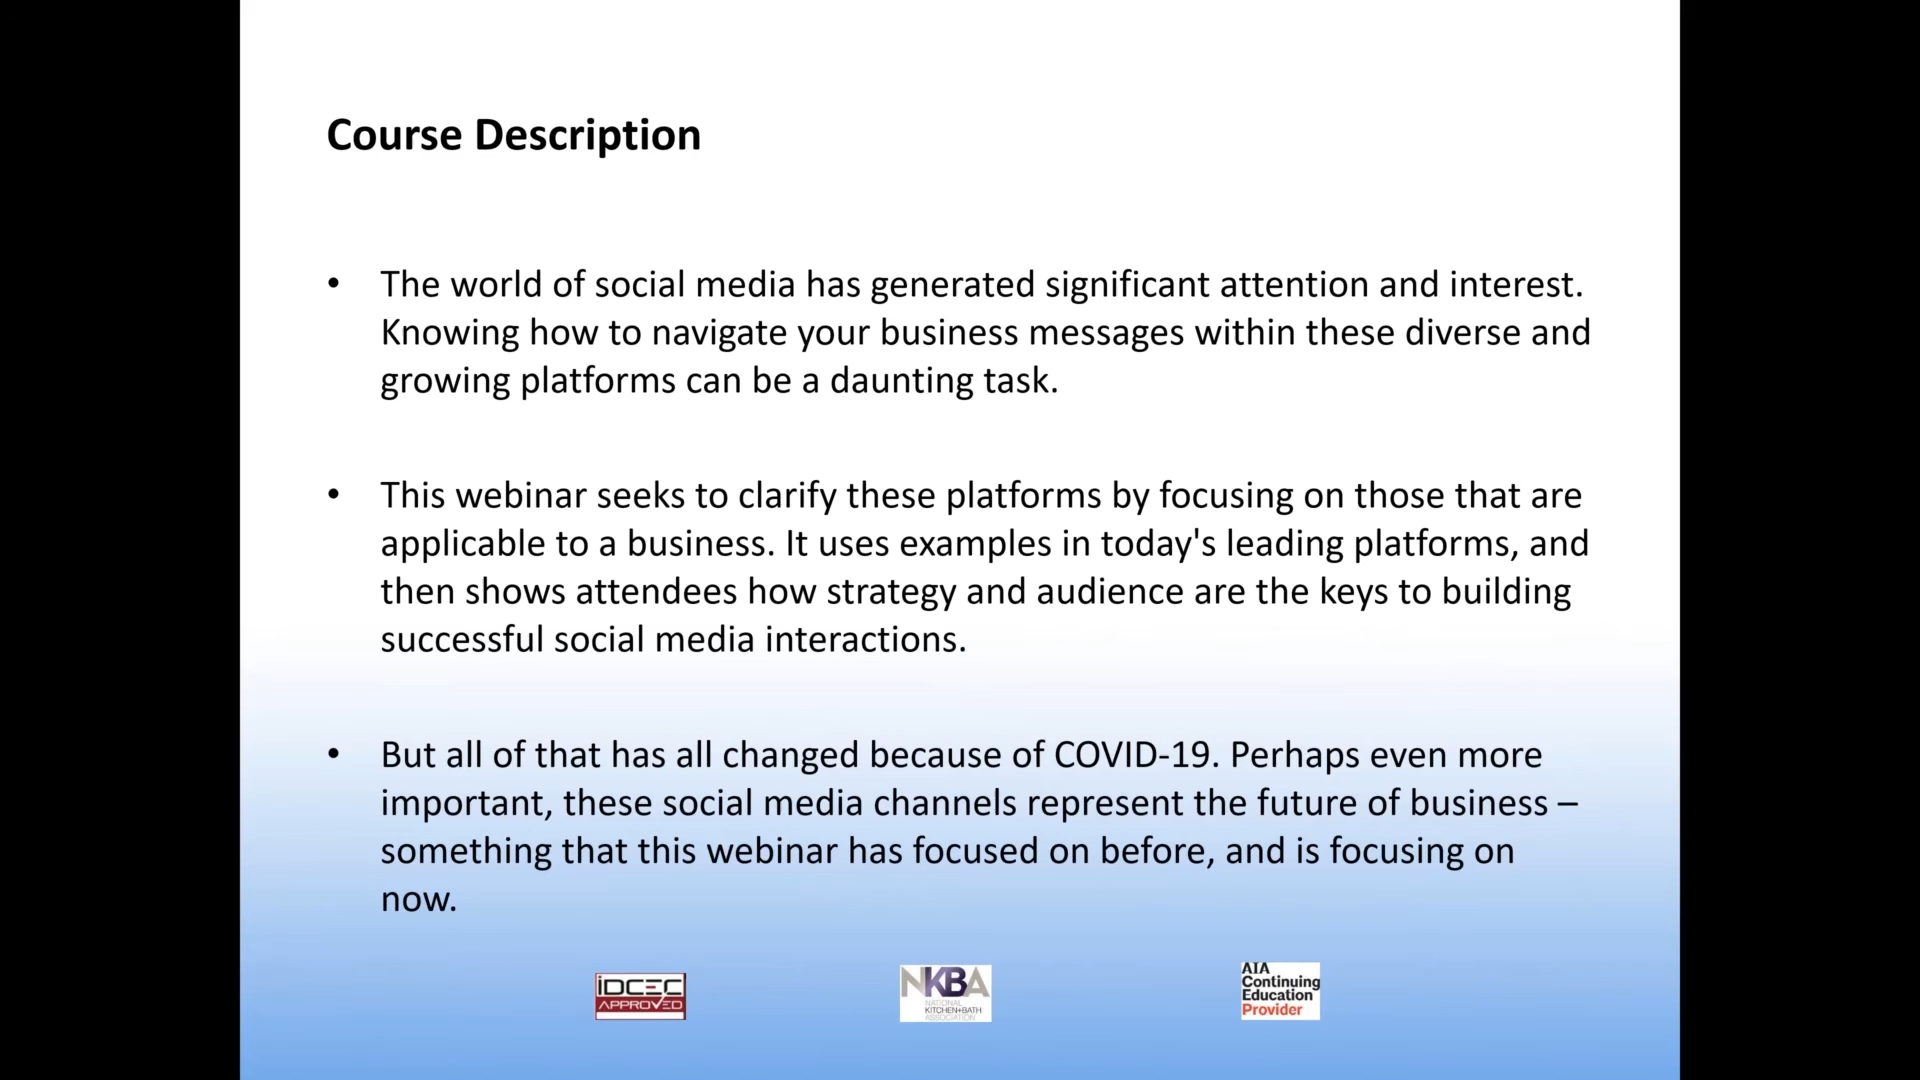 Course Description
• The world of social media has generated significant attention and interest.
Knowing how to navigate your business messages within these diverse and
growing platforms can be a daunting task.
• This webinar seeks to clarify these platforms by focusing on those that are
applicable to a business. It uses examples in today's leading platforms, and
then shows attendees how strategy and audience are the keys to building
successful social media interactions.
• But all of that has all changed because of COVID-19. Perhaps even more
important, these social media channels represent the future of business –
something that this webinar has focused on before, and is focusing on
now.
iDCEC
APPROVED
NKBA
NATIONAL
KITCHEN+BATH
ASSOCIATION
AIA
Continuing
Education
Provider